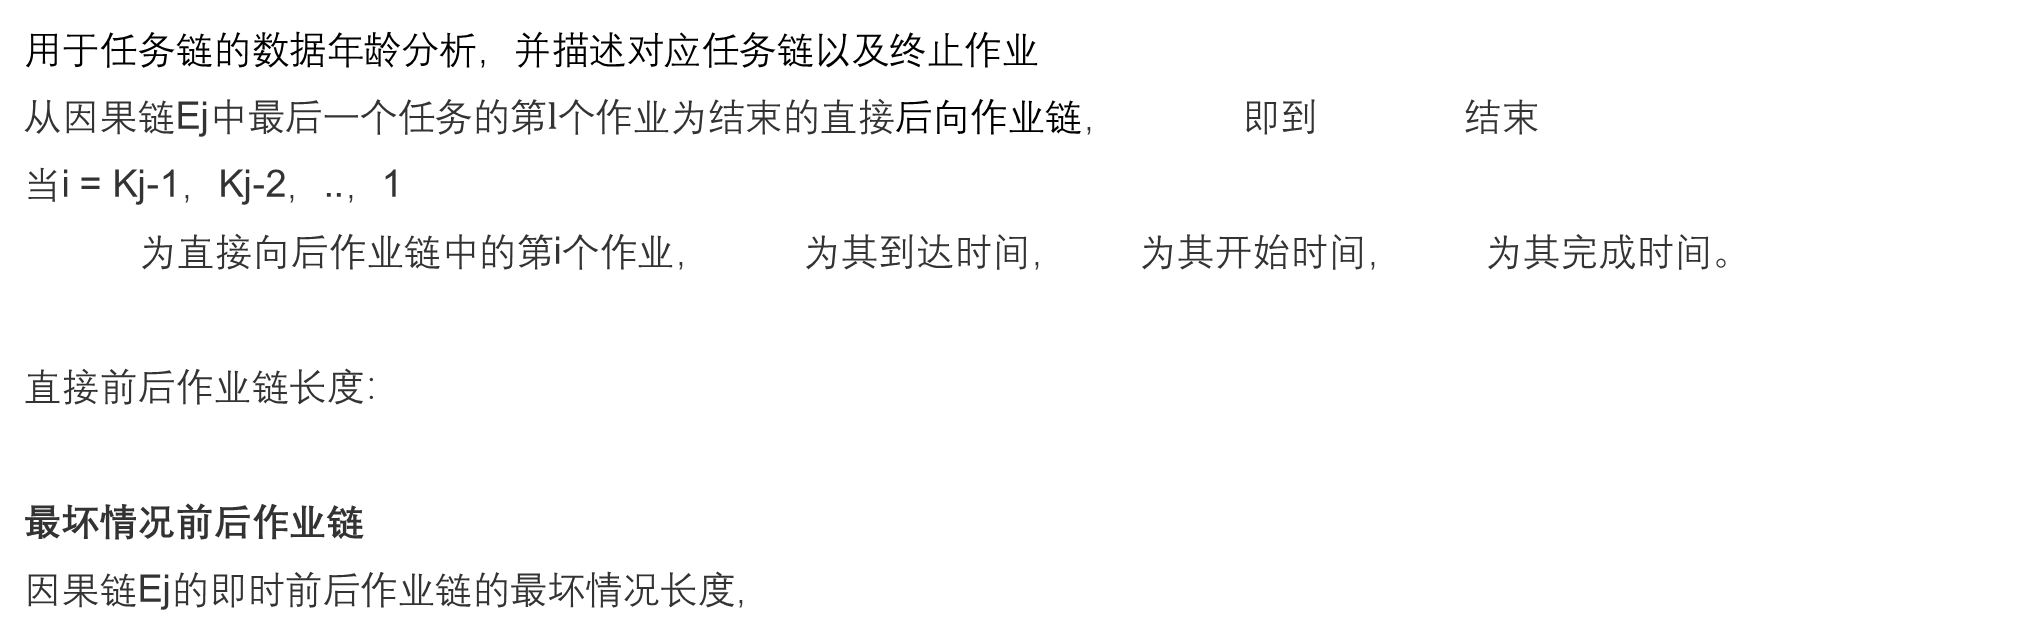 用于任务链的数据年龄分析，并描述对应任务链以及终止作业
从因果链Ej中最后一个任务的第l个作业为结束的直接后向作业链， 即到 结束
当i = Kj-1，Kj-2，..，1
为直接向后作业链中的第i个作业， 为其到达时间， 为其开始时间， 为其完成时间。
直接前后作业链长度：
最坏情况前后作业链
因果链Ej的即时前后作业链的最坏情况长度，